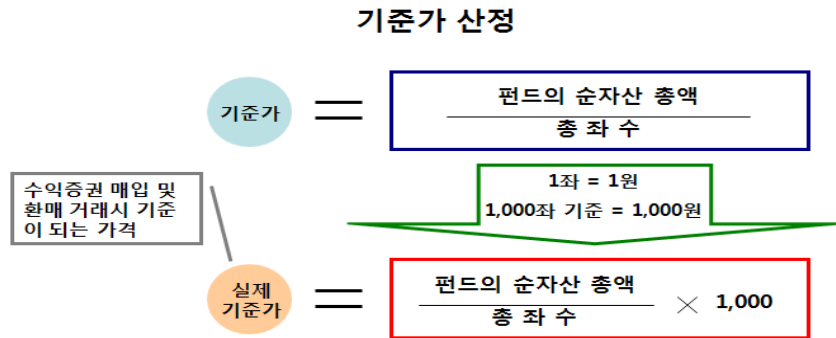 기준가 산정
기준가
=
펀드의 순자산 총액
총 좌 수
수익증권 매입 및
환매 거래시 기준
이 되는 가격
1좌 = 1원
1,000좌 기준 = 1,000원
실제
기준가
=
펀드의 순자산 총액
총 좌 수
× 1,000